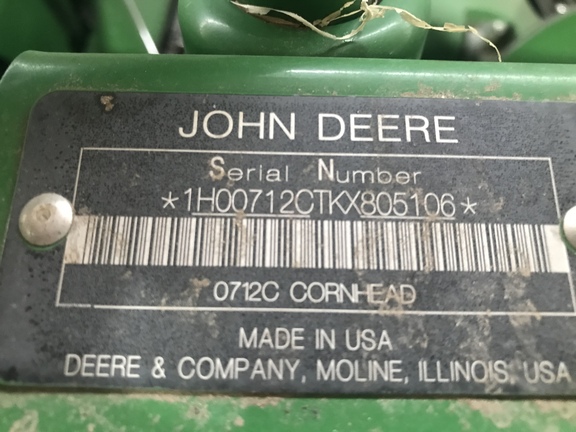 JOHN DEERE
Serial Number
*1H00712CTKX805106*
0712C CORNHEAD
MADE IN USA
DEERE & COMPANY, MOLINE, ILLINOIS, USA